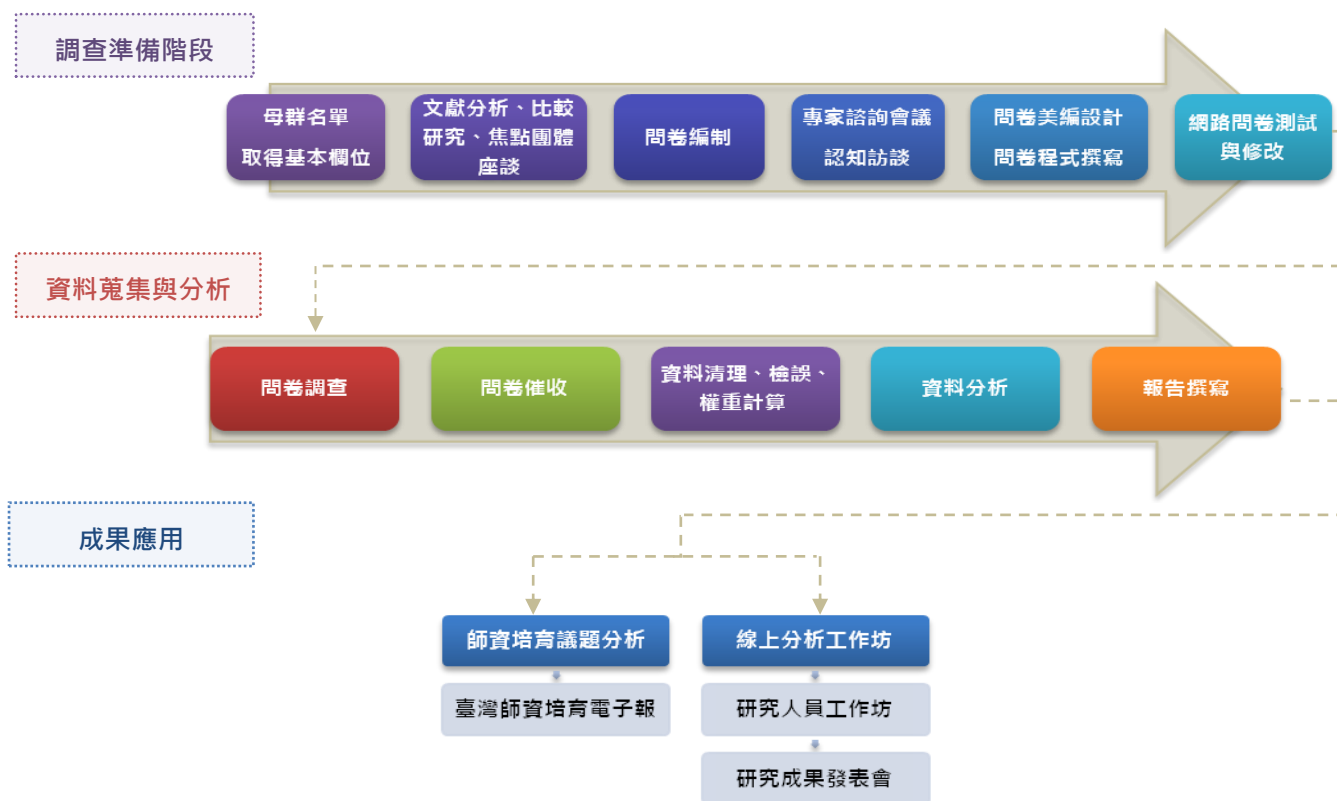 調查準備階段
母群名單
取得基本欄位
文獻分析、比較
研究、焦點團體
座談
問卷編制
專家諮詢會議
認知訪談
問卷美編設計
問卷程式撰寫
網路問卷測試
與修改
資料蒐集與分析
問卷調查
問卷催收
資料清理、檢誤、
權重計算
資料分析
報告撰寫
成果應用
師資培育議題分析
臺灣師資培育電子報
線上分析工作坊
研究人員工作坊
研究成果發表會